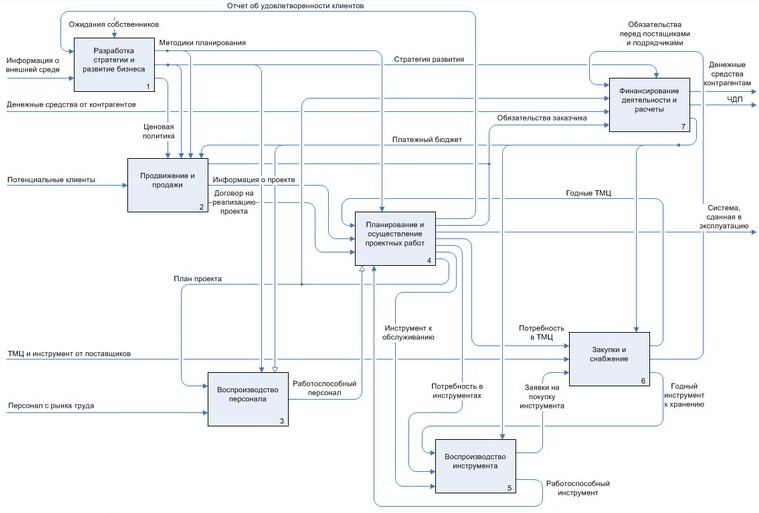 Отчет об удовлетворенности клиентов
Ожидания собственников
Обязательства
перед постащиками
и подрядчиками
Методики планирования
Информация о
внешней среде
Разработка
стратегии и
развитие бизнеса
1
Стратегия развития
Денежные
средства
контрагентам
ЧДП
Финансирование
деятельности и
расчеты
7
Денежные средства от контрагентов
Обязательства заказчика
Ценовая
политика
Платежный бюджет
Потенциальные клиенты
Продвижение и
продажи
2
Информация о проекте
Договор на
реализацию
проекта
Годные ТМЦ
Система,
сданная в
эксплуатацию
Планирование и
осуществление
проектных работ
4
План проекта
Инструмент к
обслуживанию
Потребность
в ТМЦ
ТМЦ и инструмент от поставщиков
Закупки и
снабжение
6
Воспроизводство
персонала
3
Работоспособный
персонал
Потребность в
инструментах
Заявки на
покупку
инструмента
Годный
инструмент
к хранению
Персонал с рынка труда
Воспроизводство
инструмента
5
Работоспособный
инструмент